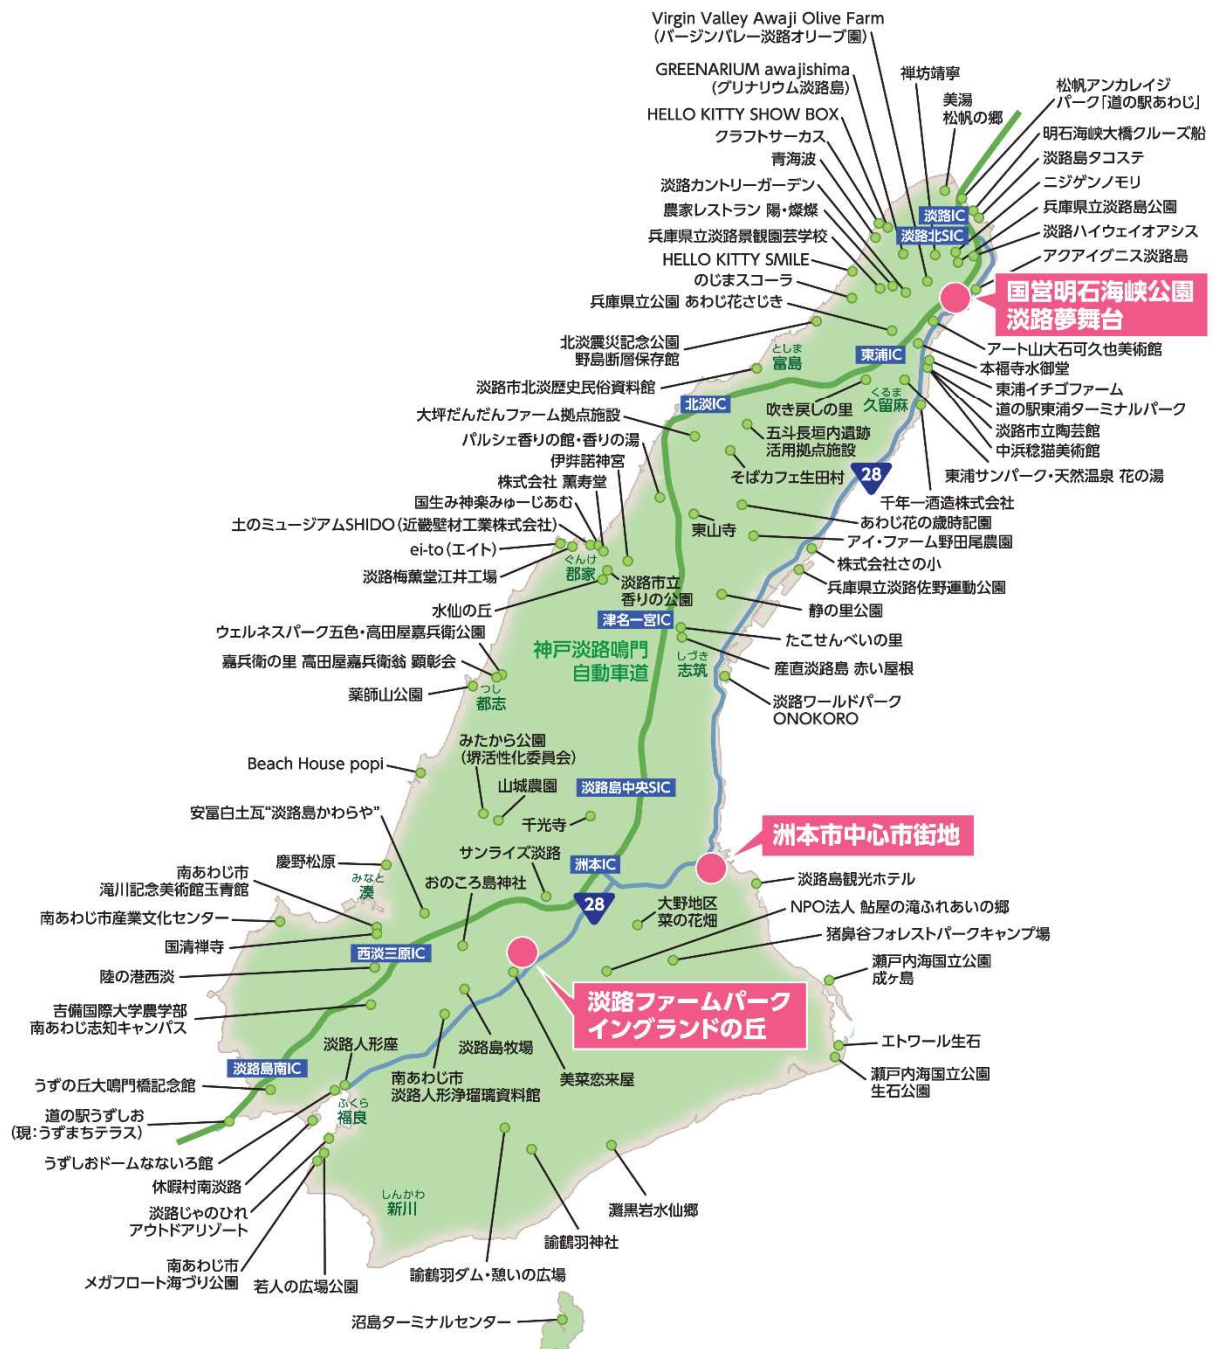 Virgin Valley Awaji Olive Farm
（バージンバレー淡路オリーブ園）
GREENARIUM awajishima
（グリナリウム淡路島）
HELLO KITTY SHOW BOX
クラフトサーカス
青海波
淡路カントリーガーデン
農家レストラン 陽・燦燦
兵庫県立淡路景観園芸学校
HELLO KITTY SMILE
のじまスコーラ
兵庫県立公園 あわじ花さじき
北淡震災記念公園
野島断層保存館
淡路市北淡歴史民俗資料館
大坪だんだんファーム拠点施設
パルシェ香りの館・香りの湯
伊弉諾神宮
株式会社 薫寿堂
国生み神楽みゅーじあむ
土のミュージアムSHIDO（近畿壁材工業株式会社）
ei-to（エイト）
淡路梅薫堂江井工場
水仙の丘
ウェルネスパーク五色・高田屋嘉兵衛公園
嘉兵衛の里 高田屋嘉兵衛翁 顕彰会
薬師山公園
禅坊靖寧
美湯
松帆の郷
松帆アンカレイジ
パーク「道の駅あわじ」
明石海峡大橋クルーズ船
淡路島タコステ
ニジゲンノモリ
兵庫県立淡路島公園
淡路ハイウェイオアシス
アクアイグニス淡路島
淡路IC
淡路北SIC
国営明石海峡公園
淡路夢舞台
アート山大石可久也美術館
本福寺水御堂
東浦イチゴファーム
道の駅東浦ターミナルパーク
淡路市立陶芸館
中浜稔猫美術館
東浦サンパーク・天然温泉 花の湯
千年一酒造株式会社
東浦IC
としま
富島
くるま
久留麻
北淡IC
吹き戻しの里
五斗長垣内遺跡
活用拠点施設
そばカフェ生田村
28
東山寺
あわじ花の歳時記園
アイ・ファーム野田尾農園
株式会社さの小
兵庫県立淡路佐野運動公園
静の里公園
ぐんけ
郡家
淡路市立
香りの公園
津名一宮IC
たこせんべいの里
産直淡路島 赤い屋根
神戸淡路鳴門
自動車道
しづき
志筑
つし
都志
淡路ワールドパーク
ONOKORO
みたから公園
（堺活性化委員会）
Beach House popi
山城農園
淡路島中央SIC
安冨白土瓦“淡路島かわらや”
千光寺
洲本市中心市街地
慶野松原
サンライズ淡路
洲本IC
みなと
湊
おのころ島神社
南あわじ市
滝川記念美術館玉青館
28
大野地区
菜の花畑
淡路島観光ホテル
NPO法人 鮎屋の滝ふれあいの郷
猪鼻谷フォレストパークキャンプ場
南あわじ市産業文化センター
国清禅寺
西淡三原IC
陸の港西淡
瀬戸内海国立公園
成ヶ島
淡路ファームパーク
イングランドの丘
吉備国際大学農学部
南あわじ志知キャンパス
淡路人形座
淡路島牧場
美菜恋来屋
エトワール生石
瀬戸内海国立公園
生石公園
淡路島南IC
南あわじ市
淡路人形浄瑠璃資料館
うずの丘大鳴門橋記念館
道の駅うずしお
（現：うずまちテラス）
ふくら
福良
うずしおドームなないろ館
休暇村南淡路
淡路じゃのひれ
アウトドアリゾート
しんかわ
新川
灘黒岩水仙郷
諭鶴羽神社
南あわじ市
メガフロート海づり公園
若人の広場公園
諭鶴羽ダム・憩いの広場
沼島ターミナルセンター